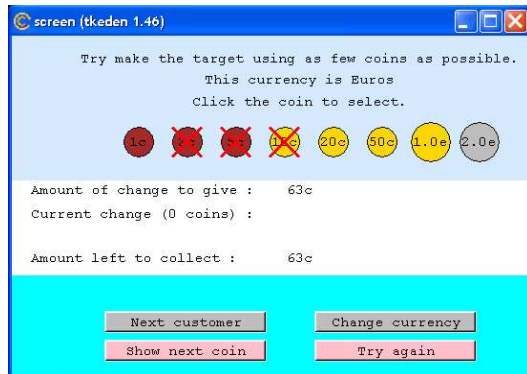 screen (tkeden 1.46)
Try make the target using as few coins as possible.
This currency is Euros
Click the coin to select.
1c 20c 50c 1.0e 2.0e
Amount of change to give : 63c
Current change (0 coins) :
Amount left to collect : 63c
Next customer Change currency
Show next coin Try again